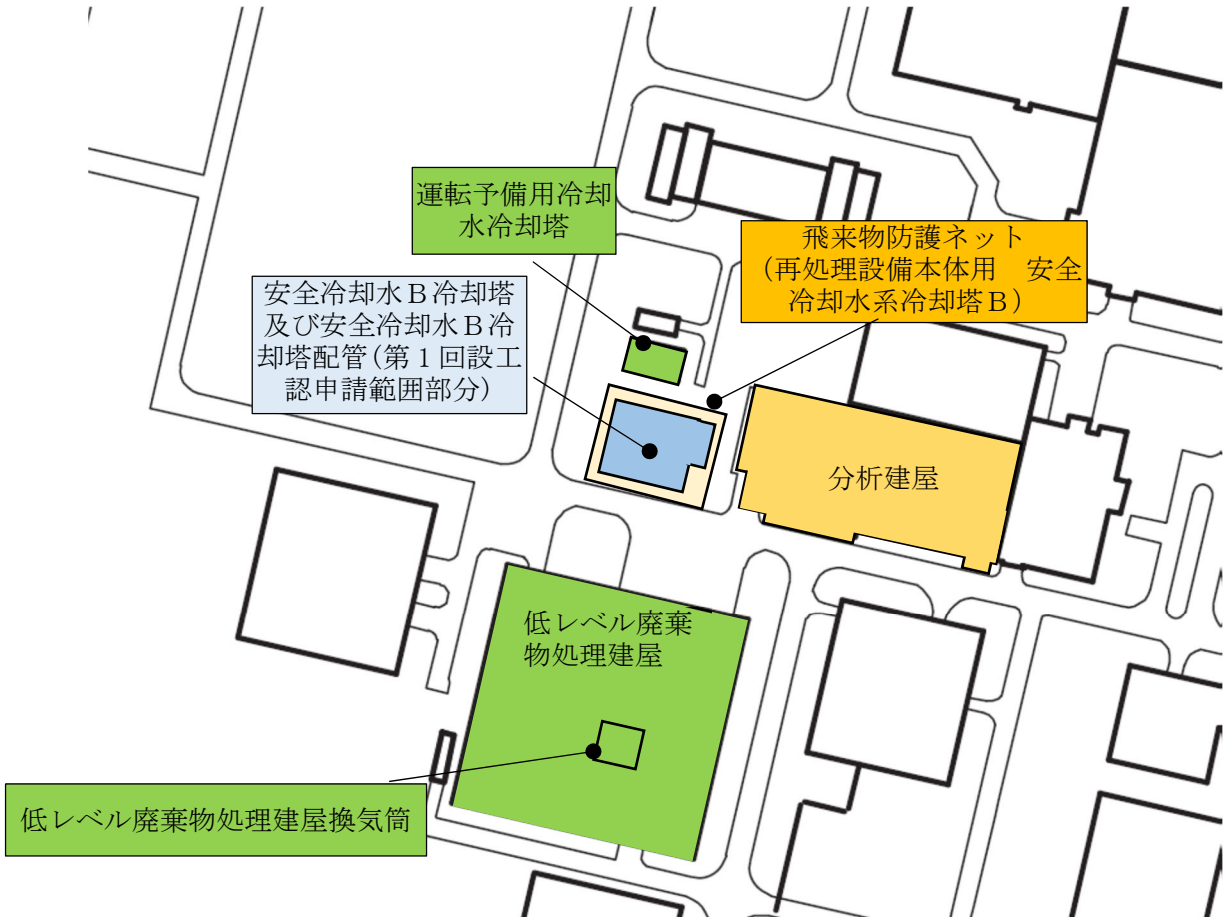 運転予備用冷却
水冷却塔
飛来物防護ネット
（再処理設備本体用　安全
冷却水系冷却塔Ｂ）
安全冷却水Ｂ冷却塔
及び安全冷却水Ｂ冷
却塔配管(第１回設工
認申請範囲部分)
分析建屋
低レベル廃棄
物処理建屋
低レベル廃棄物処理建屋換気筒